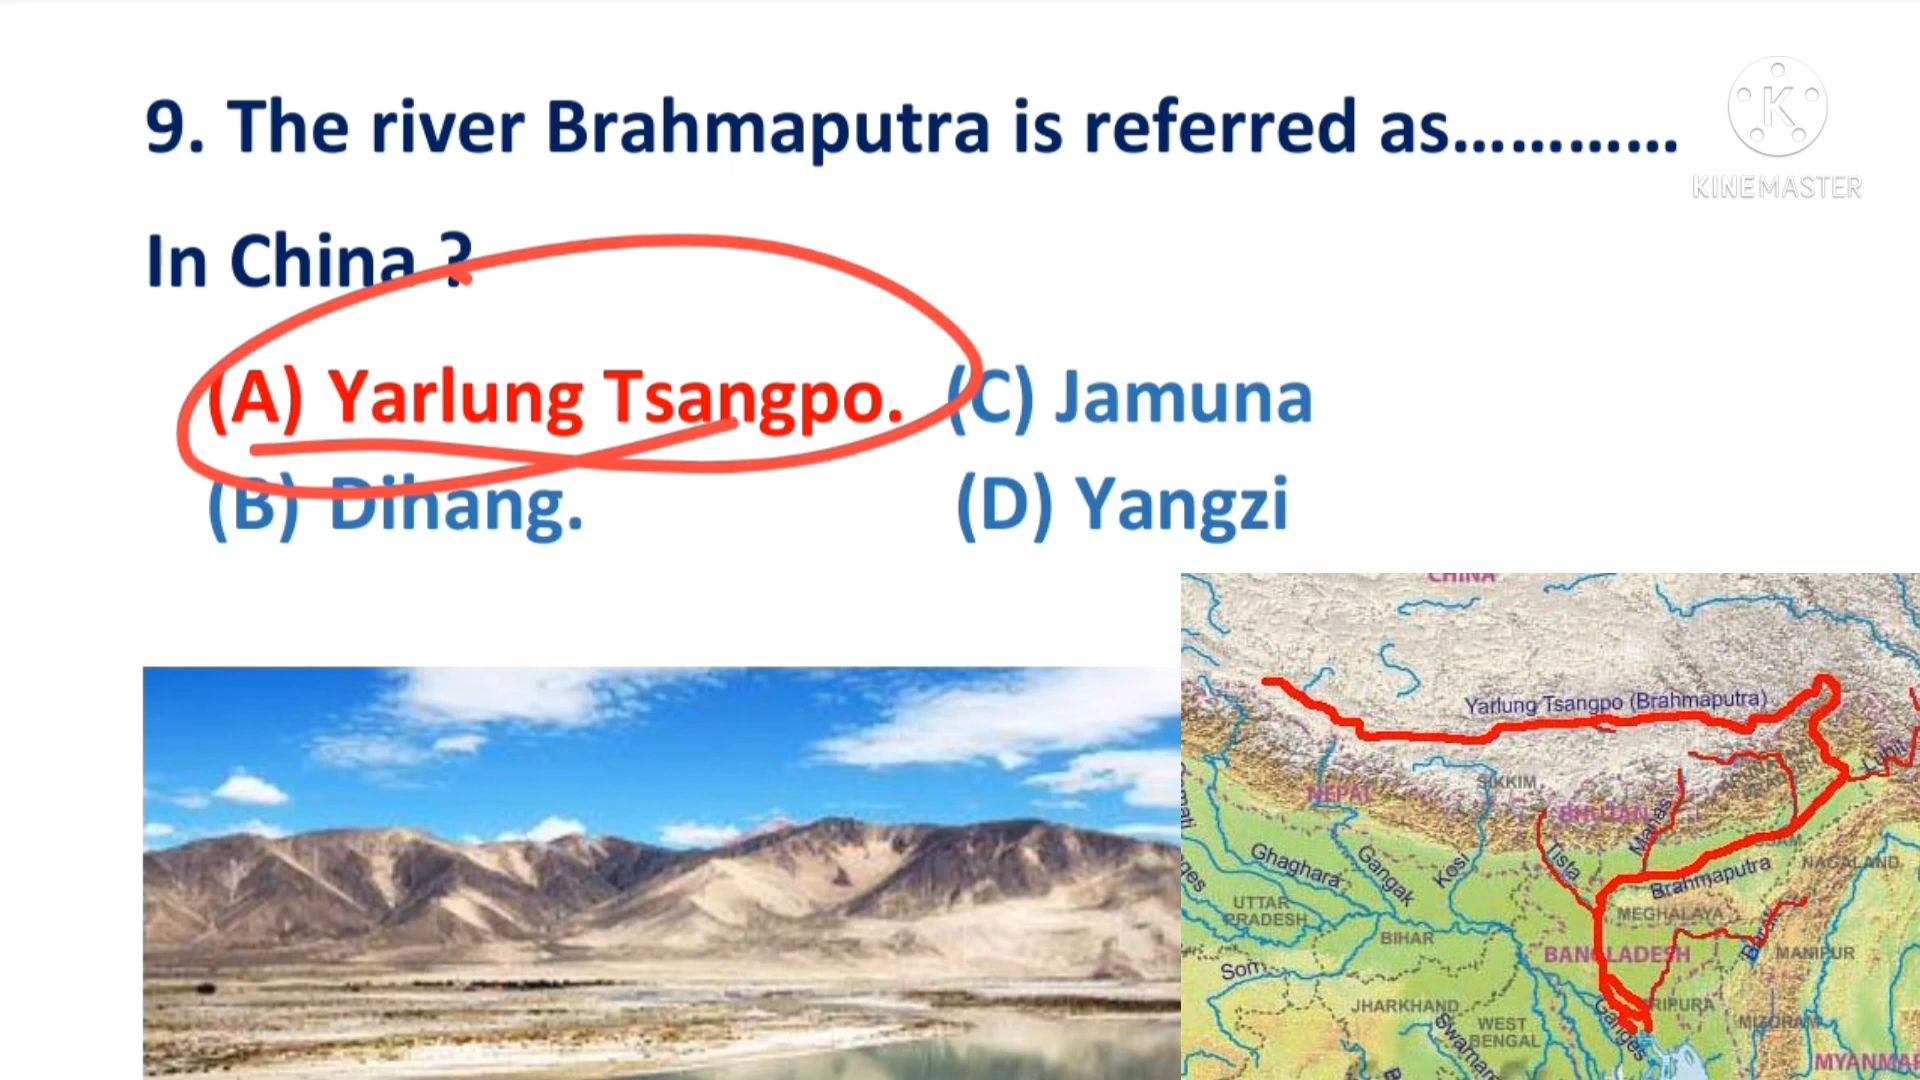 9. The river Brahmaputra is referred as............
In China ?
(A) Yarlung Tsangpo. (C) Jamuna
(B) Dihang. (D) Yangzi
KINEMASTER
CHINA
Yarlung Tsangpo (Brahmaputra)
Luhit
SIKKIM
NEPAL
BHUTAN
Manas
Tista
Ghaghara
Gangak
Kosi
Brahmaputra
NAGALAND
UTTAR
PRADESH
MEGHALAYA
BIHAR
BANGLADESH
MANIPUR
Som
JHARKHAND
Ganges
TRIPURA
WEST
BENGAL
MIZORAM